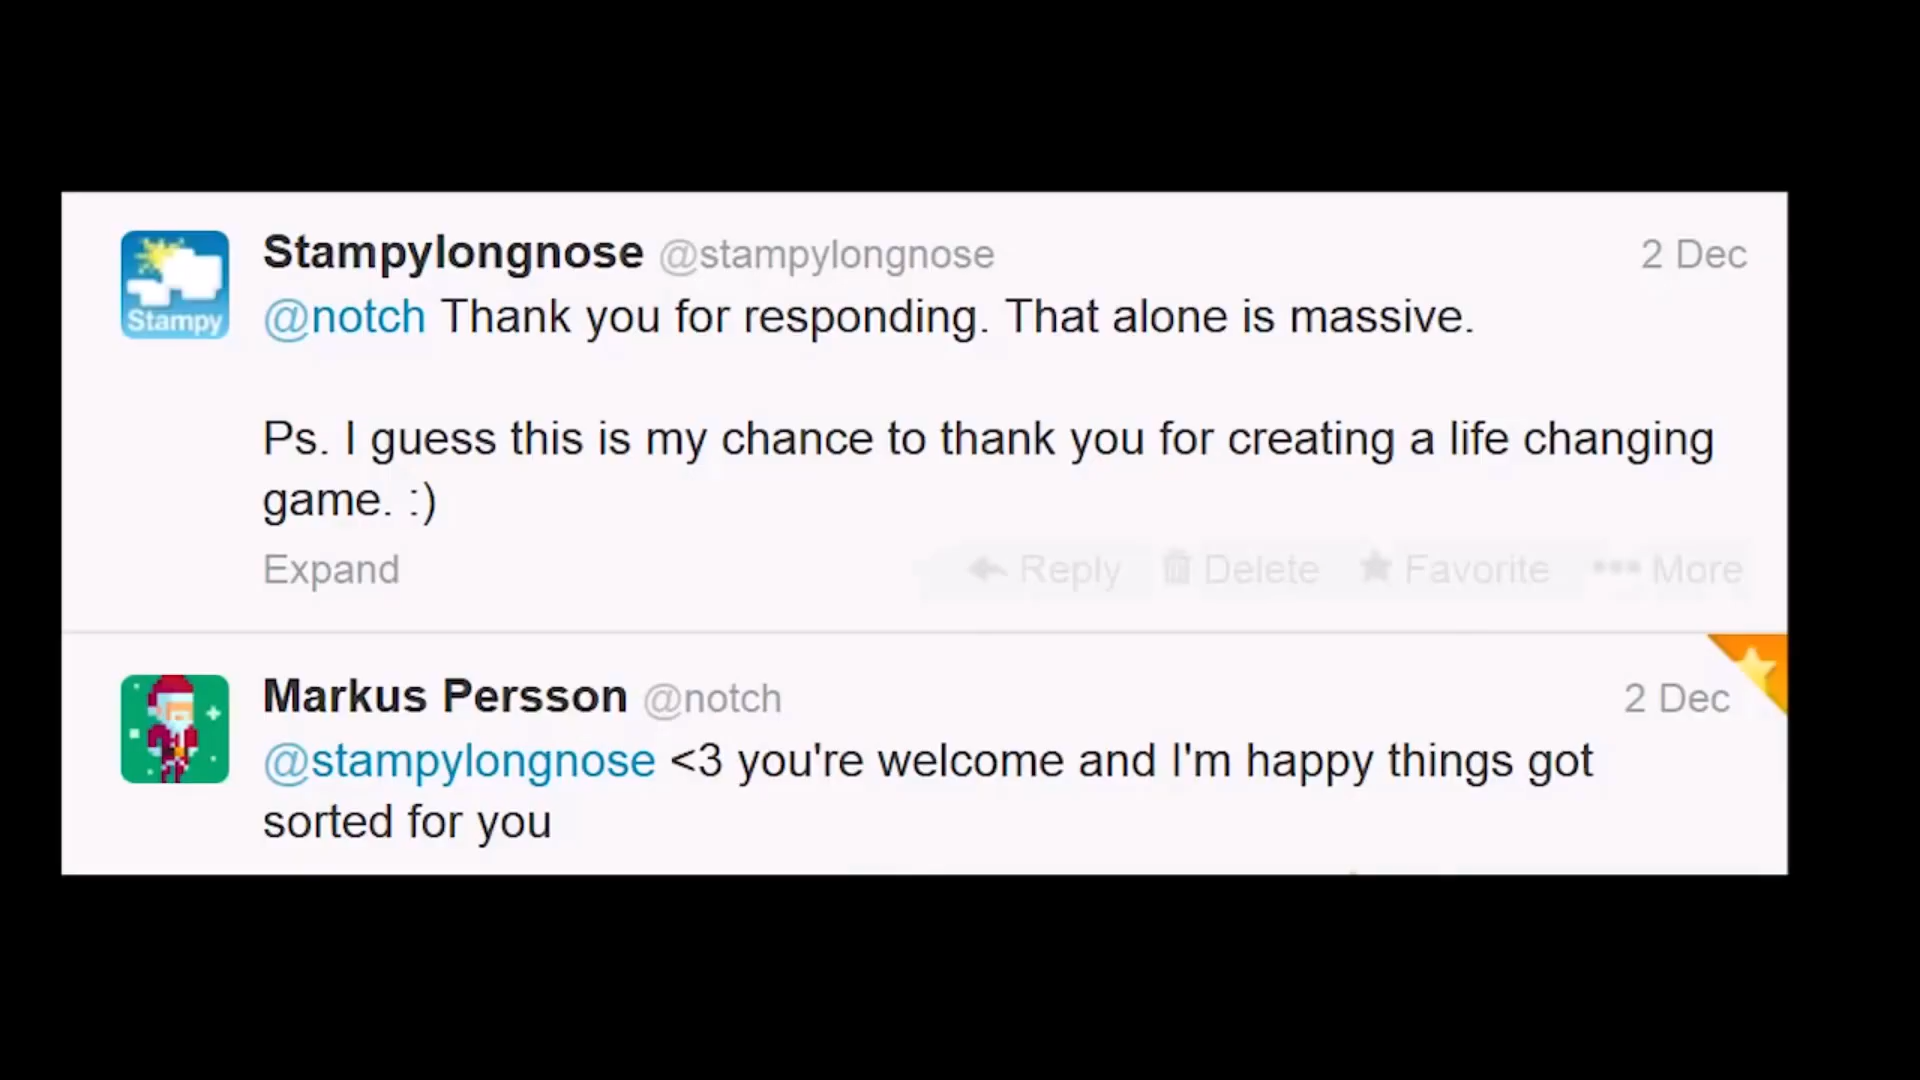 Stampylongnose @stampylongnose 2 Dec
@notch Thank you for responding. That alone is massive.
Ps. I guess this is my chance to thank you for creating a life changing
game. :)
Expand Reply Delete Favorite More
Stampy
Markus Persson @notch 2 Dec
@stampylongnose <3 you're welcome and I'm happy things got
sorted for you